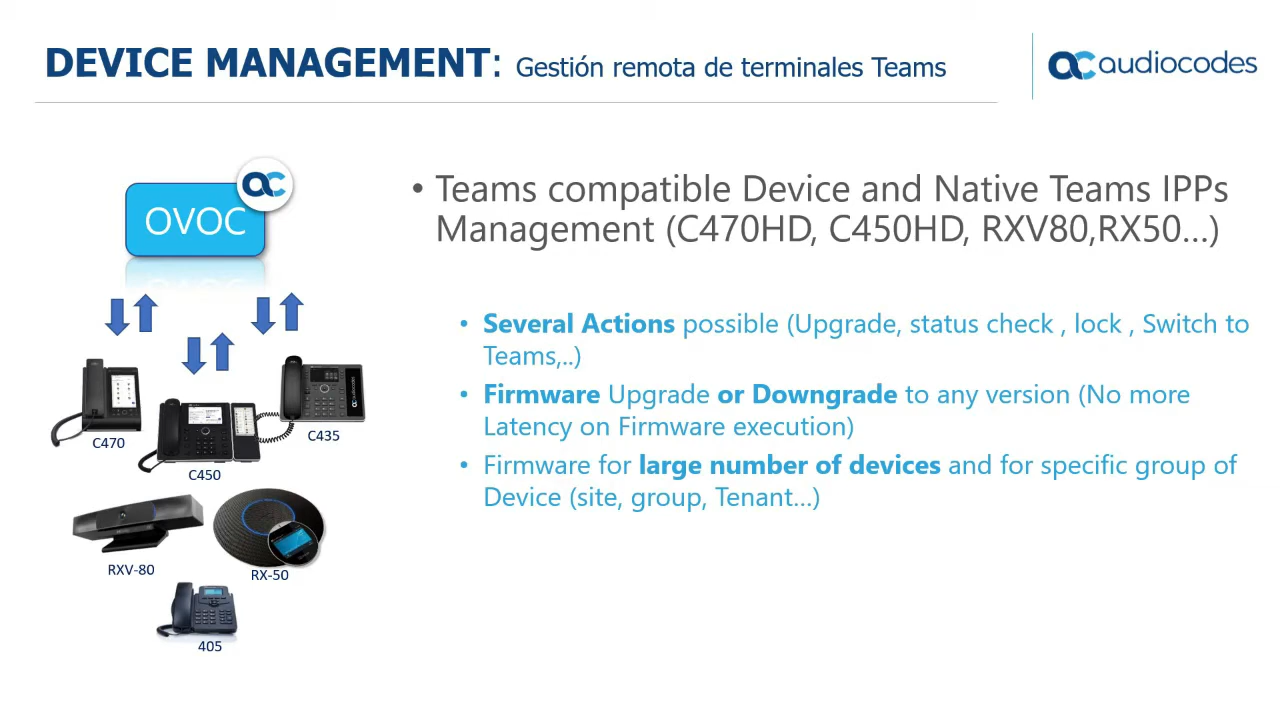 DEVICE MANAGEMENT: Gestión remota de terminales Teams
audiocodes
OVOC
• Teams compatible Device and Native Teams IPPs
Management (C470HD, C450HD, RXV80,RX50...)
• Several Actions possible (Upgrade, status check , lock , Switch to
Teams,..)
• Firmware Upgrade or Downgrade to any version (No more
Latency on Firmware execution)
• Firmware for large number of devices and for specific group of
Device (site, group, Tenant...)
C470
C450
C435
RXV-80
RX-50
405